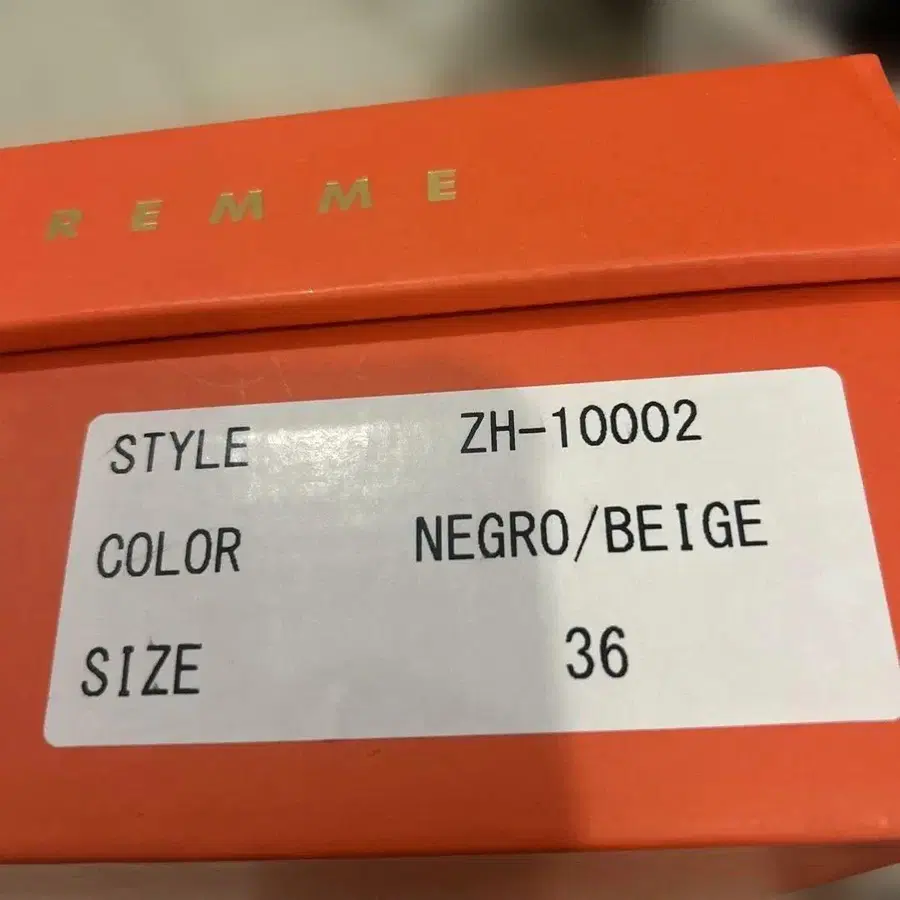 REMME
STYLE ZH-10002
COLOR NEGRO/BEIGE
SIZE 36